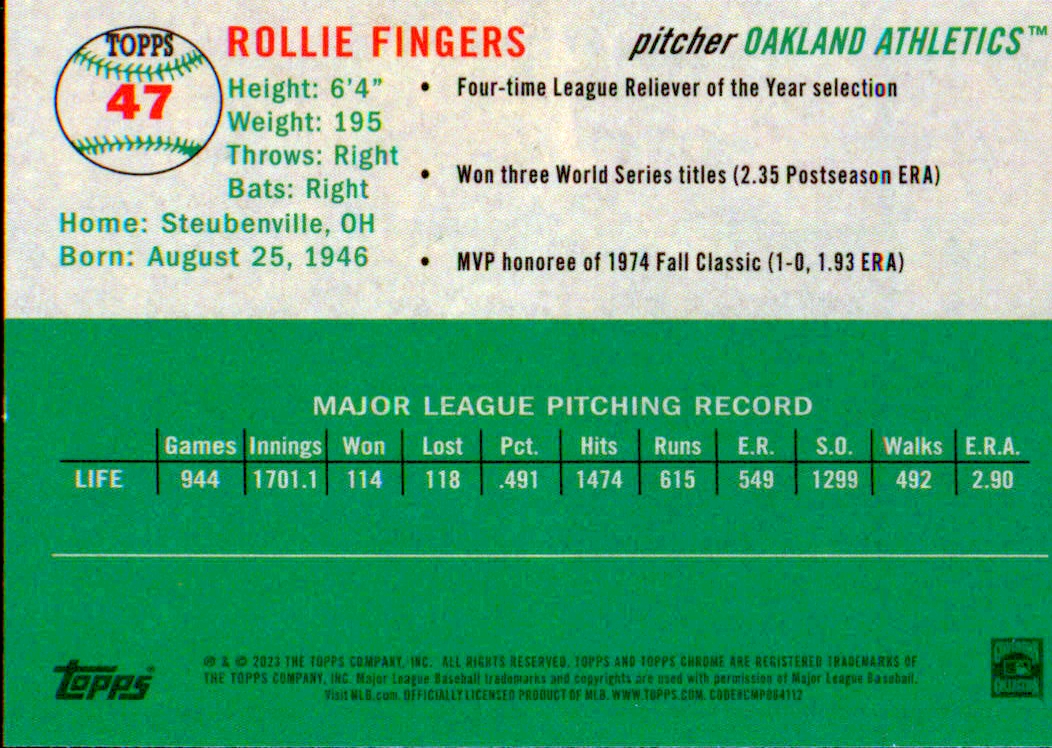 TOPPS
47
ROLLIE FINGERS
pitcher OAKLAND ATHLETICS™
Height: 6'4"
Weight: 195
Throws: Right
Bats: Right
Home: Steubenville, OH
Born: August 25, 1946
• Four-time League Reliever of the Year selection
• Won three World Series titles (2.35 Postseason ERA)
• MVP honoree of 1974 Fall Classic (1-0, 1.93 ERA)
MAJOR LEAGUE PITCHING RECORD
Games Innings Won Lost Pct. Hits Runs E.R. S.O. Walks E.R.A.
LIFE 944 1701.1 114 118 .491 1474 615 549 1299 492 2.90
topps®
® & © 2023 THE TOPPS COMPANY, INC. ALL RIGHTS RESERVED. TOPPS AND TOPPS CHROME ARE REGISTERED TRADEMARKS OF
THE TOPPS COMPANY, INC. Major League Baseball trademarks and copyrights are used with permission of Major League Baseball.
Visit MLB.com. OFFICIALLY LICENSED PRODUCT OF MLB. WWW.TOPPS.COM. CODE#CMP084112